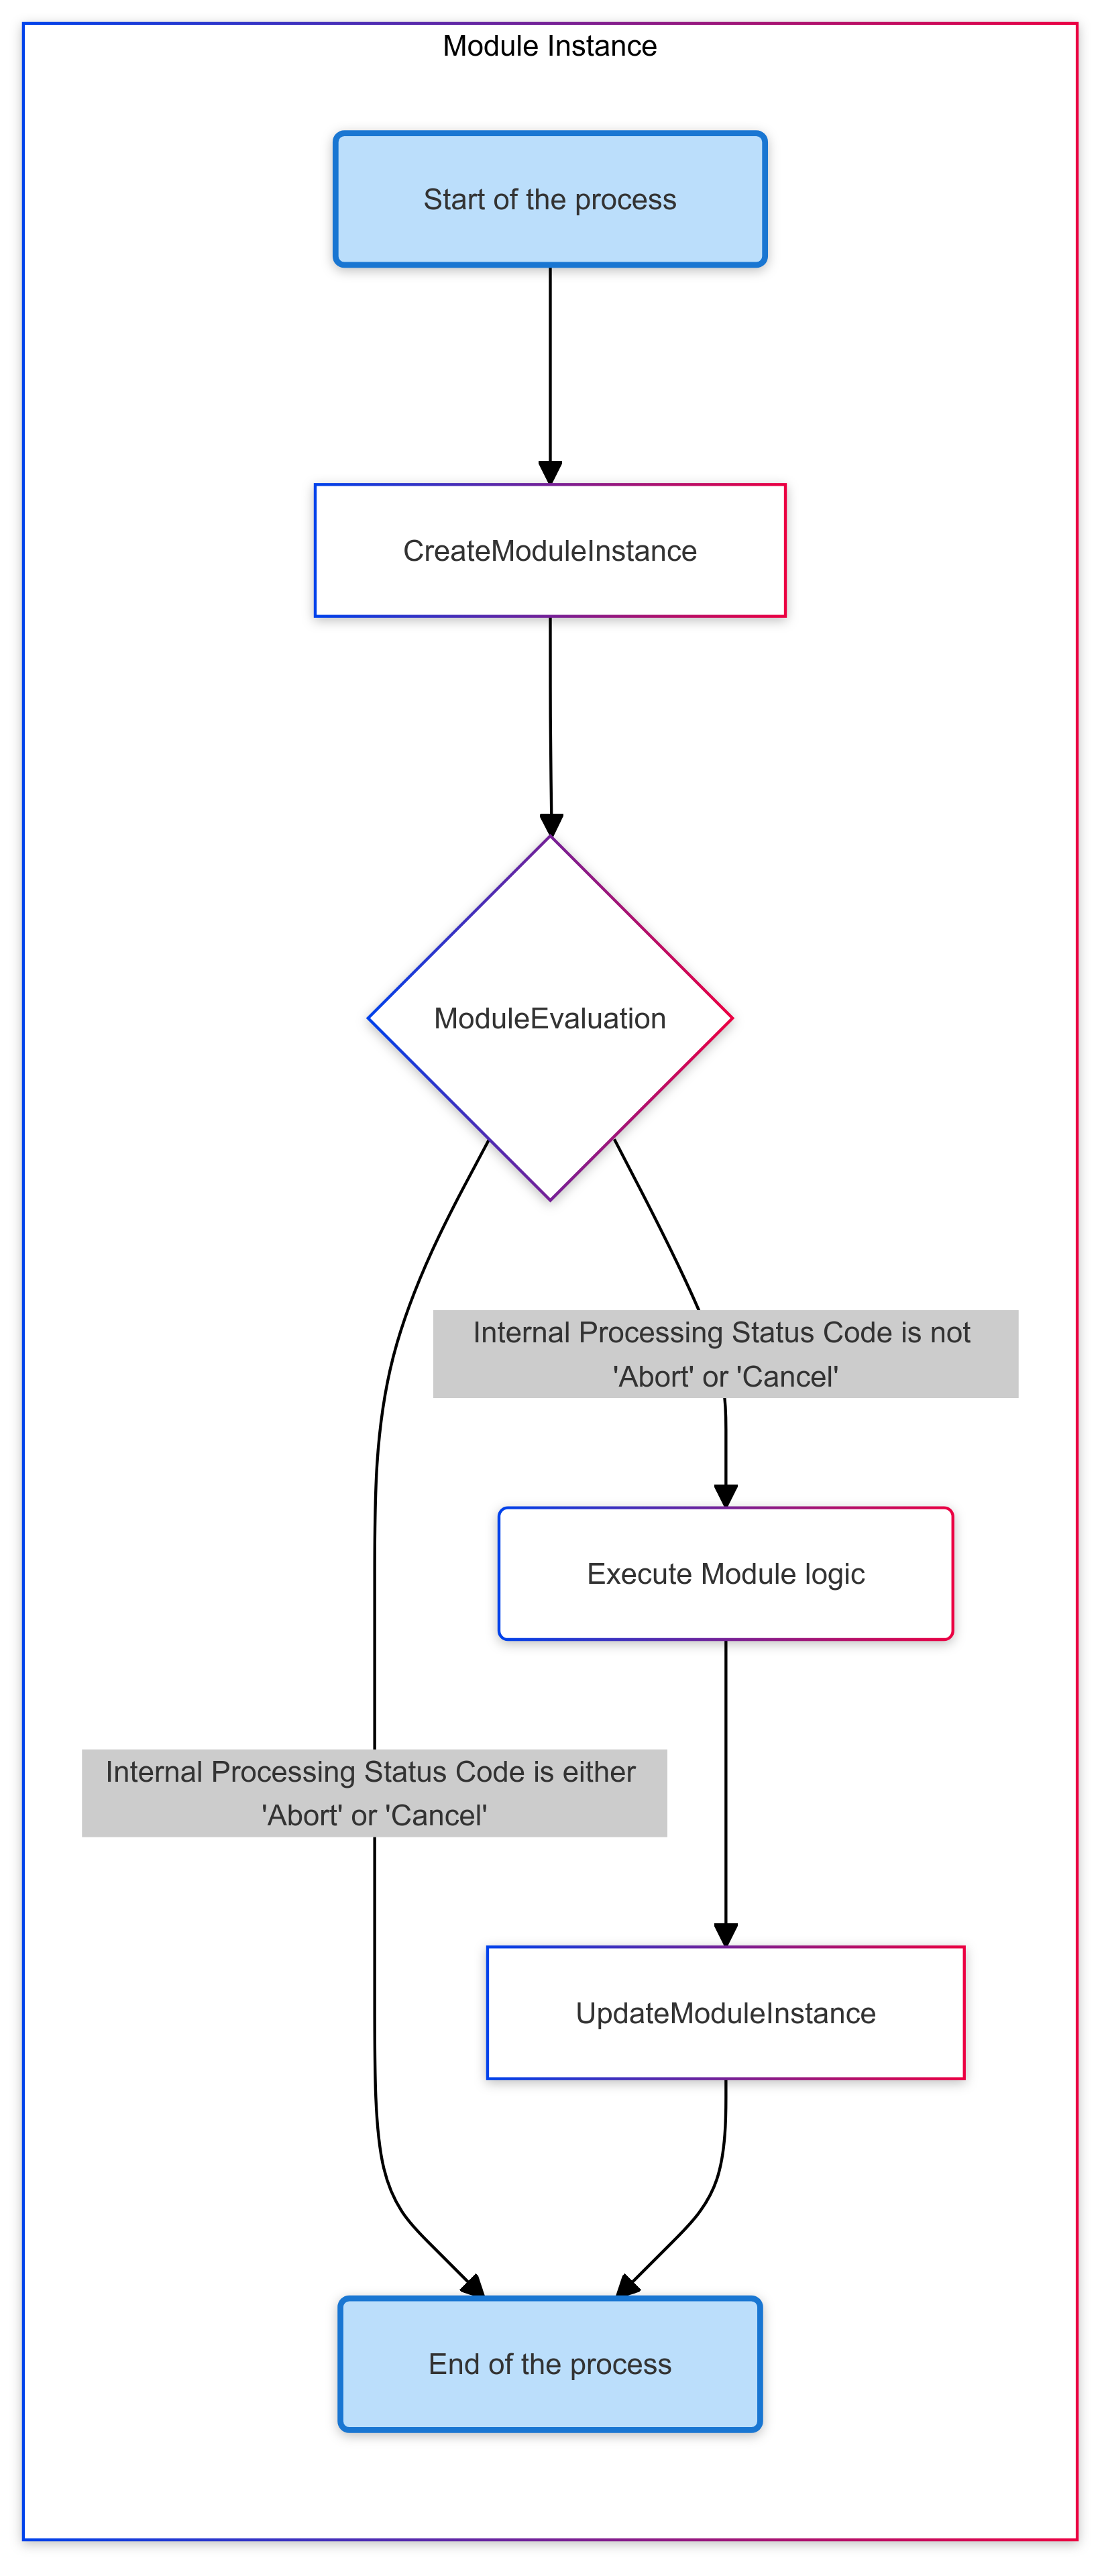 Module Instance
Start of the process
CreateModuleInstance
ModuleEvaluation
Internal Processing Status Code is not
'Abort' or 'Cancel'
Execute Module logic
Internal Processing Status Code is either
'Abort' or 'Cancel'
UpdateModuleInstance
End of the process